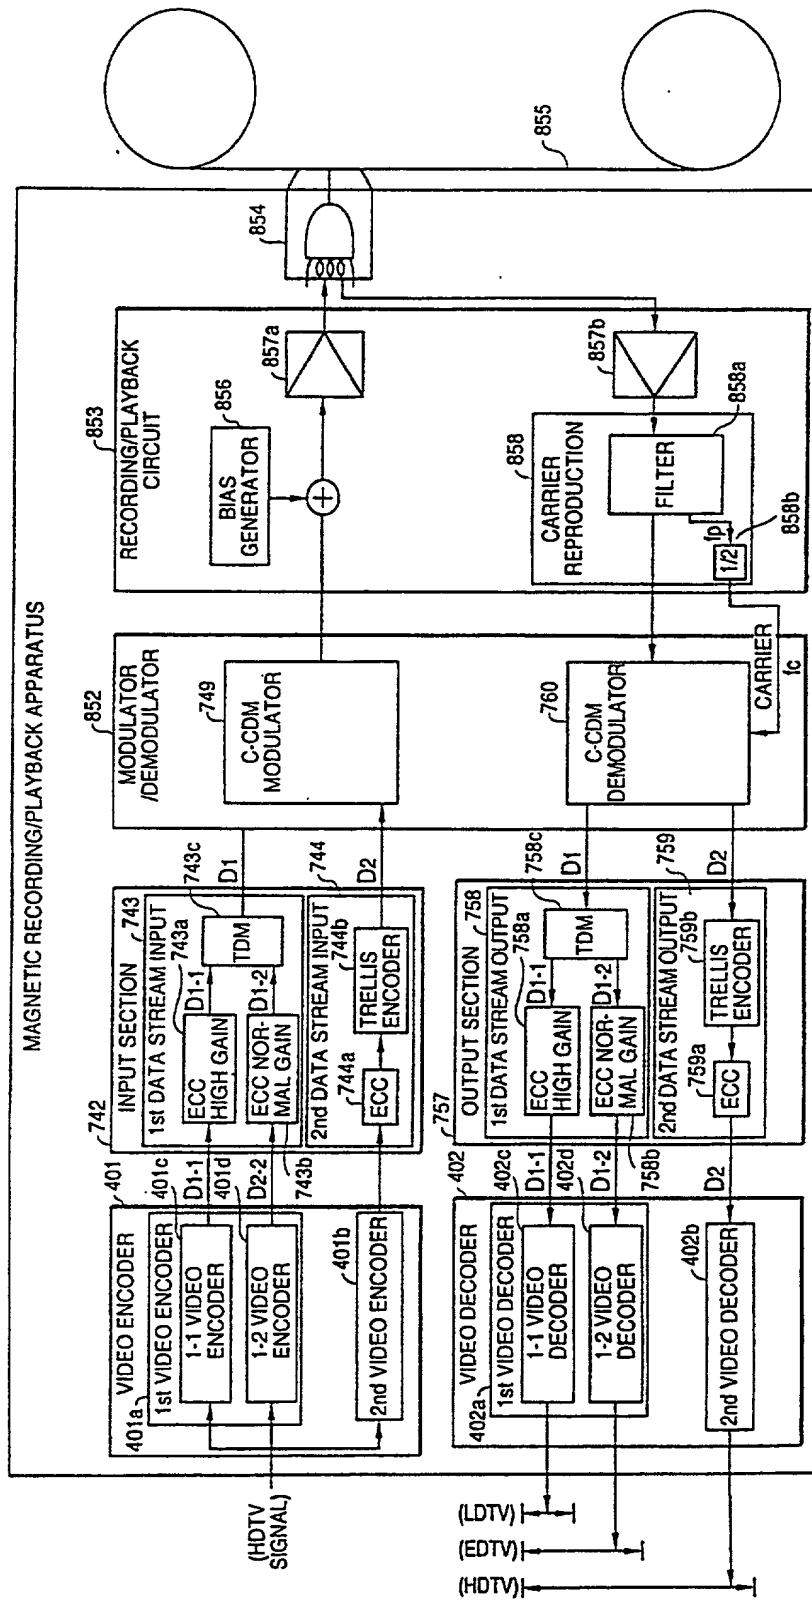 MAGNETIC RECORDING/PLAYBACK APPARATUS
(HDTV
SIGNAL)
401
VIDEO ENCODER
401a
1st VIDEO ENCODER
401c
1-1 VIDEO
ENCODER
401d
1-2 VIDEO
ENCODER
401b
2nd VIDEO ENCODER
D1-1
D2-2
742
INPUT SECTION
743
1st DATA STREAM INPUT
743a
ECC
HIGH GAIN
ECC NOR-
MAL GAIN
743b
D1-1
D1-2
743c
TDM
744
2nd DATA STREAM INPUT
744a
ECC
744b
TRELLIS
ENCODER
D1
D2
852
MODULATOR
/DEMODULATOR
749
C-CDM
MODULATOR
853
RECORDING/PLAYBACK
CIRCUIT
856
BIAS
GENERATOR
+
857a
854
855
857b
858
CARRIER
REPRODUCTION
858a
FILTER
fp
1/2
858b
CARRIER
fc
760
C-CDM
DEMODULATOR
D1
D2
757
OUTPUT SECTION
758
1st DATA STREAM OUTPUT
758a
ECC
HIGH GAIN
ECC NOR-
MAL GAIN
758b
D1-1
D1-2
758c
TDM
759
2nd DATA STREAM OUTPUT
759a
ECC
759b
TRELLIS
ENCODER
D1-1
D1-2
D2
402
VIDEO DECODER
402a
1st VIDEO DECODER
402c
1-1 VIDEO
DECODER
402d
1-2 VIDEO
DECODER
402b
2nd VIDEO DECODER
(LDTV)
(EDTV)
(HDTV)